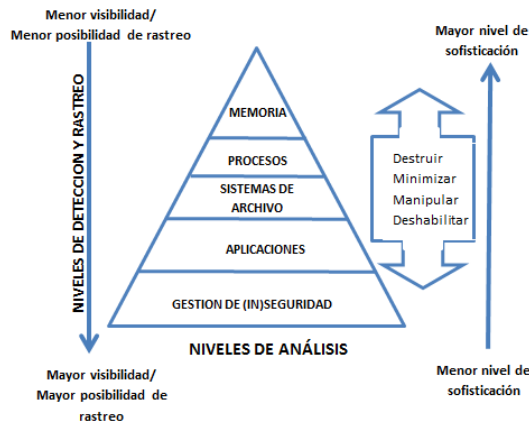 Menor visibilidad/
Menor posibilidad de rastreo
Mayor nivel de
sofisticación
NIVELES DE DETECCION Y RASTREO
MEMORIA
PROCESOS
SISTEMAS DE
ARCHIVO
APLICACIONES
GESTION DE (IN)SEGURIDAD
Destruir
Minimizar
Manipular
Deshabilitar
NIVELES DE ANÁLISIS
Mayor visibilidad/
Mayor posibilidad de
rastreo
Menor nivel de
sofisticación